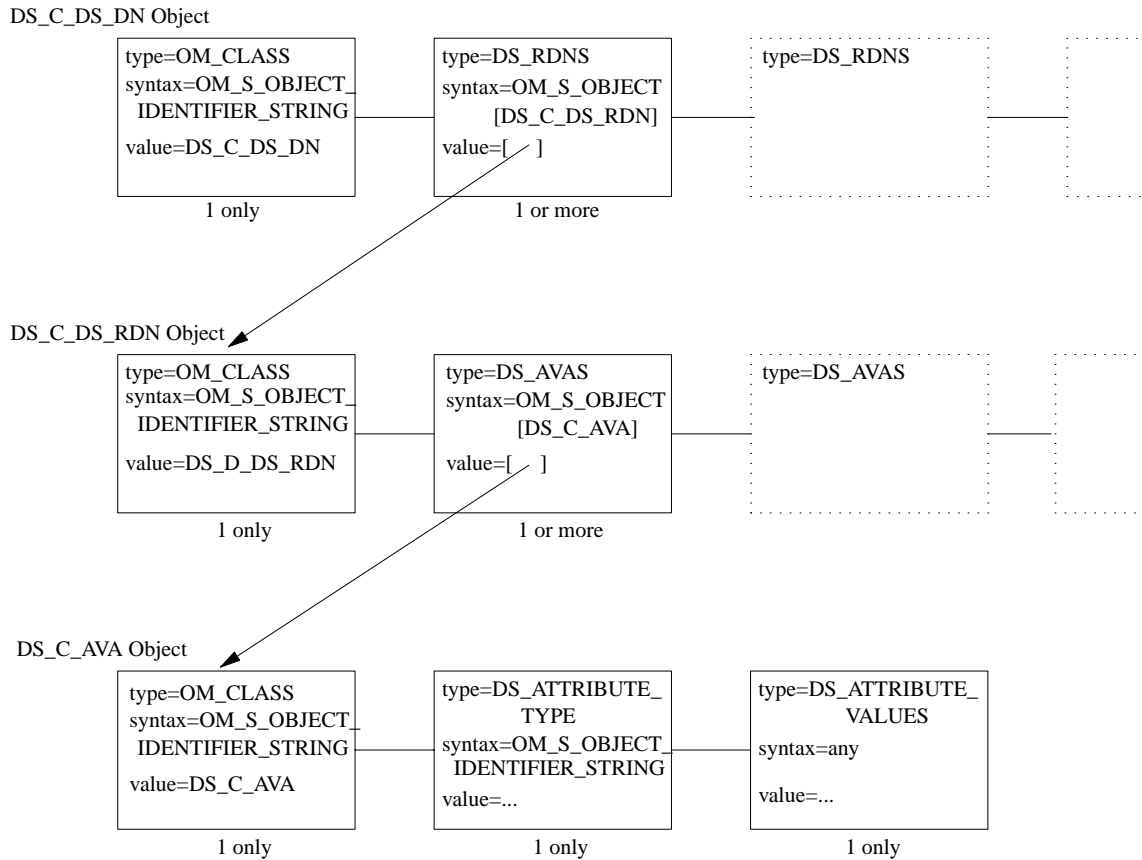 DS_C_DS_DN Object
type=OM_CLASS
syntax=OM_S_OBJECT_
IDENTIFIER_STRING
value=DS_C_DS_DN
1 only
type=DS_RDNS
syntax=OM_S_OBJECT
[DS_C_DS_RDN]
value=[ ]
1 or more
type=DS_RDNS
DS_C_DS_RDN Object
type=OM_CLASS
syntax=OM_S_OBJECT_
IDENTIFIER_STRING
value=DS_D_DS_RDN
1 only
type=DS_AVAS
syntax=OM_S_OBJECT
[DS_C_AVA]
value=[ ]
1 or more
type=DS_AVAS
DS_C_AVA Object
type=OM_CLASS
syntax=OM_S_OBJECT_
IDENTIFIER_STRING
value=DS_C_AVA
1 only
type=DS_ATTRIBUTE_
TYPE
syntax=OM_S_OBJECT_
IDENTIFIER_STRING
value=...
1 only
type=DS_ATTRIBUTE_
VALUES
syntax=any
value=...
1 only